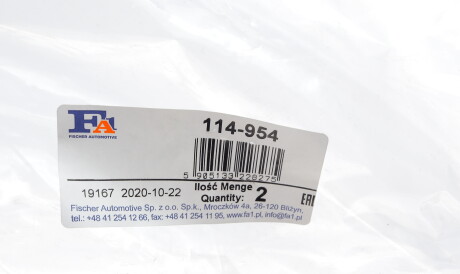 FA
FISCHER AUTOMOTIVE
114-954
5 905133 228275
19167 2020-10-22
Ilość Menge
Quantity: 2
EAC
Fischer Automotive Sp. z o.o. Sp.k., Mroczków 4a, 26-120 Bliżyn,
tel.: +48 41 254 12 66, fax: +48 41 254 11 95, www.fa1.pl, info@fa1.pl